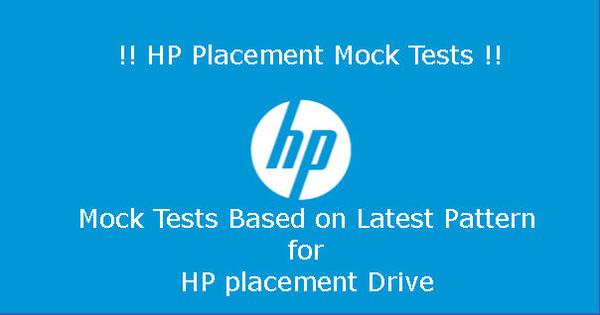 !! HP Placement Mock Tests !!
hp
Mock Tests Based on Latest Pattern
for
HP placement Drive